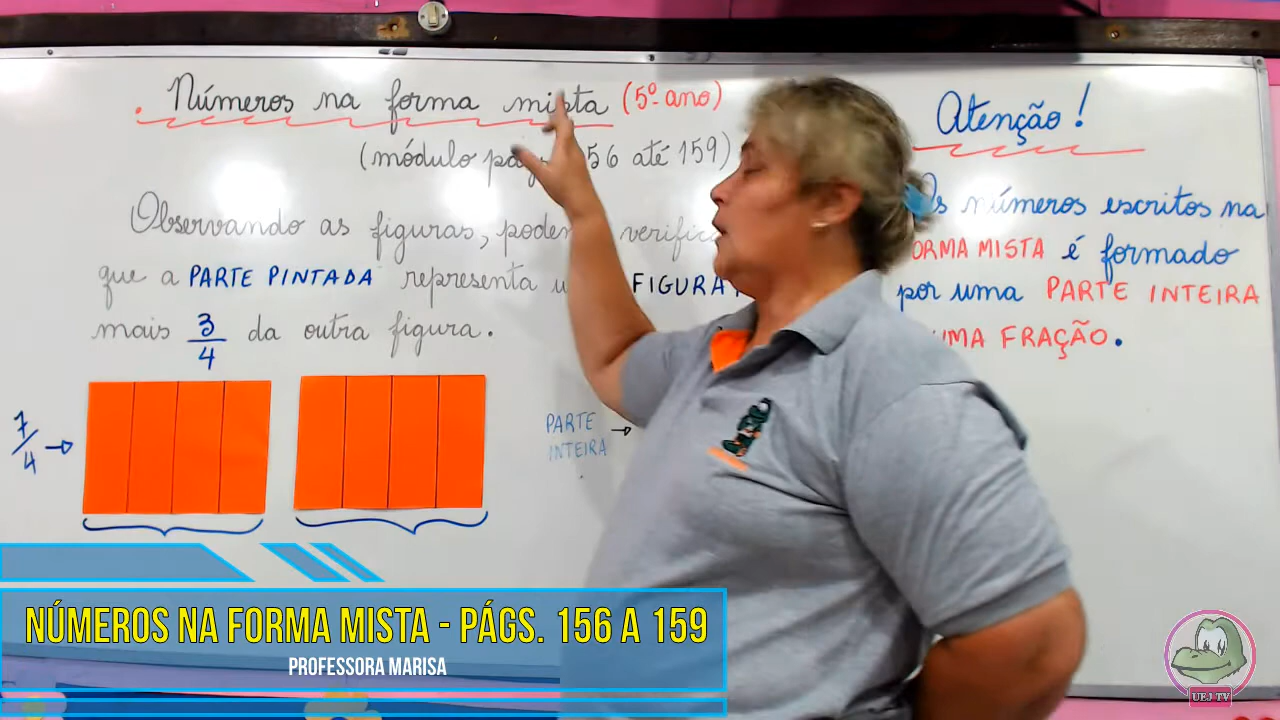 Números na forma mista (5º ano)
(módulo 56 até 159)
Observando as figuras,
que a PARTE PINTADA representa FIGURA
mais 3/4 da outra figura.
7/4 →
PARTE
INTEIRA →
Atenção!
números escritos na
FORMA MISTA é formado
por uma PARTE INTEIRA
UMA FRAÇÃO.
NÚMEROS NA FORMA MISTA - PÁGS. 156 A 159
PROFESSORA MARISA
UEJ TV